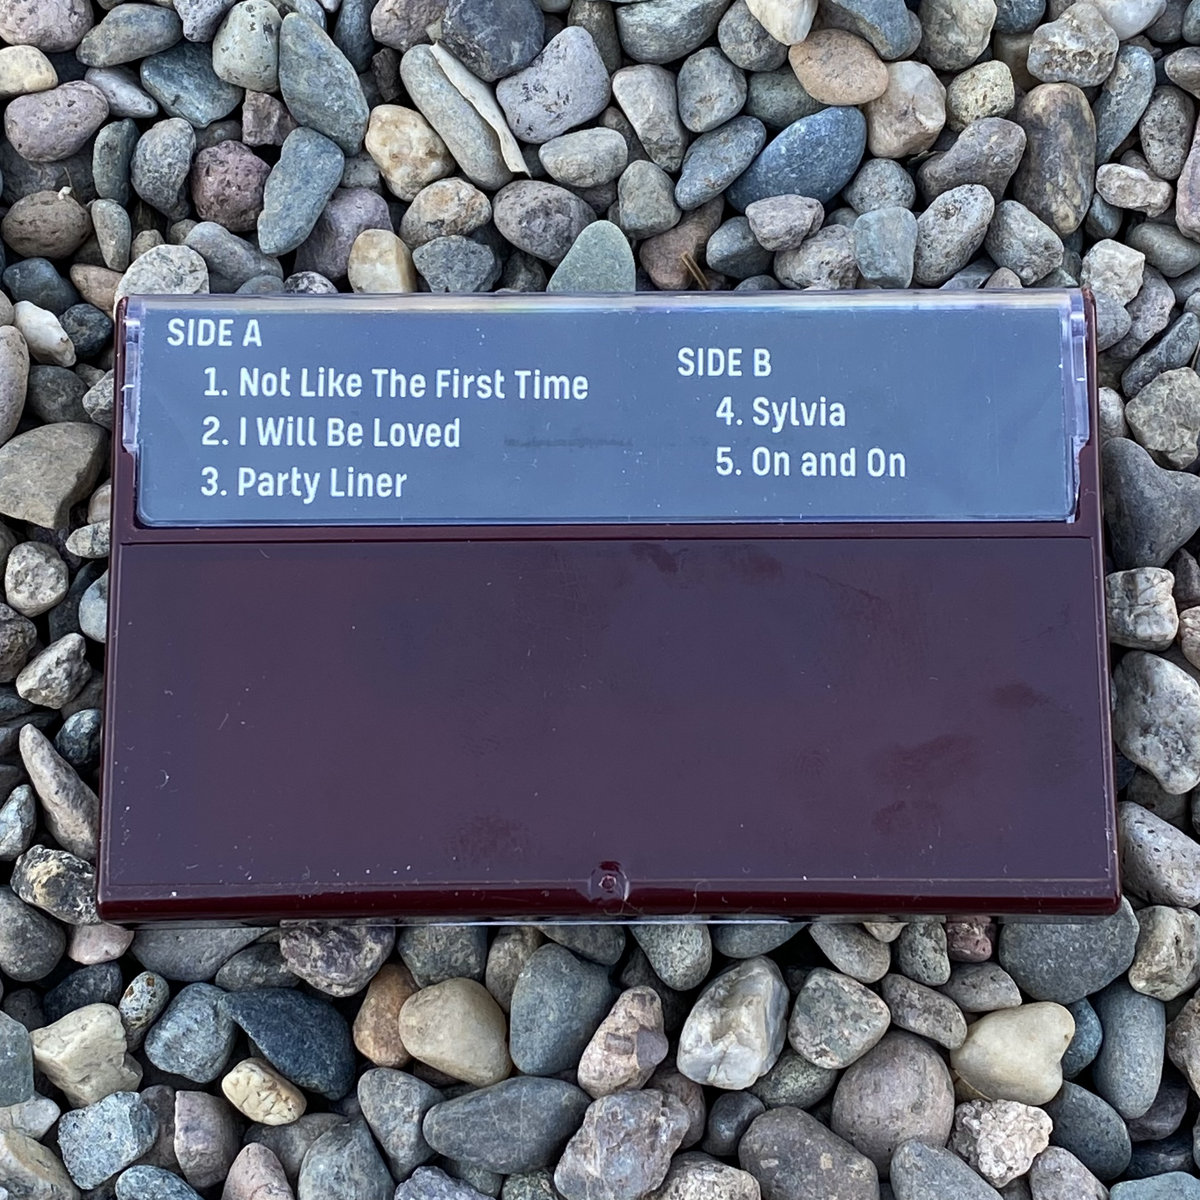 SIDE A
1. Not Like The First Time
2. I Will Be Loved
3. Party Liner
SIDE B
4. Sylvia
5. On and On